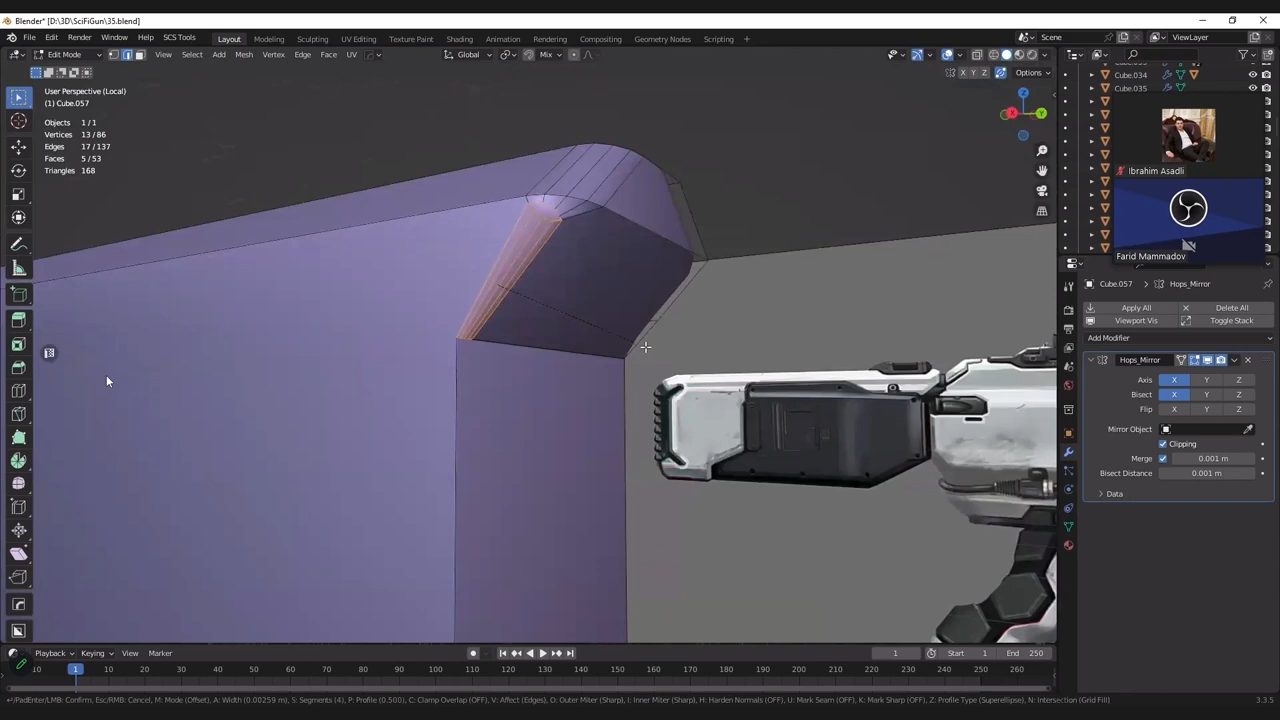 Blender* [D:\3D\SciFiGun\35.blend]
File Edit Render Window Help SCS Tools Layout Modeling Sculpting UV Editing Texture Paint Shading Animation Rendering Compositing Geometry Nodes Scripting + Scene ViewLayer
Edit Mode View Select Add Mesh Vertex Edge Face UV Global Mix
X Y Z Options
User Perspective (Local)
(1) Cube.057
Objects 1/1
Vertices 13/86
Edges 17/137
Faces 5/53
Triangles 168
Z
X
Y
Cube.034
Cube.035
Ibrahim Asadli
Farid Mammadov
Cube.057 > Hops_Mirror
Apply All Delete All
Viewport Vis Toggle Stack
Add Modifier
Hops_Mirror
Axis X Y Z
Bisect X Y Z
Flip X Y Z
Mirror Object
Clipping
Merge 0.001 m
Bisect Distance 0.001 m
> Data
Playback Keying View Marker 1 Start 1 End 250
10 1 10 20 30 40 50 60 70 80 90 100 110 120 130 140 150 160 170 180 190 200 210 220 230 240 250 260
/PadEnter/LMB: Confirm, Esc/RMB: Cancel, M: Mode (Offset), A: Width (0.00259 m), S: Segments (4), P: Profile (0.500), C: Clamp Overlap (OFF), V: Affect (Edges), O: Outer Miter (Sharp), I: Inner Miter (Sharp), H: Harden Normals (OFF), U: Mark Seam (OFF), K: Mark Sharp (OFF), Z: Profile Type (Superellipse), N: Intersection (Grid Fill) 3.3.5